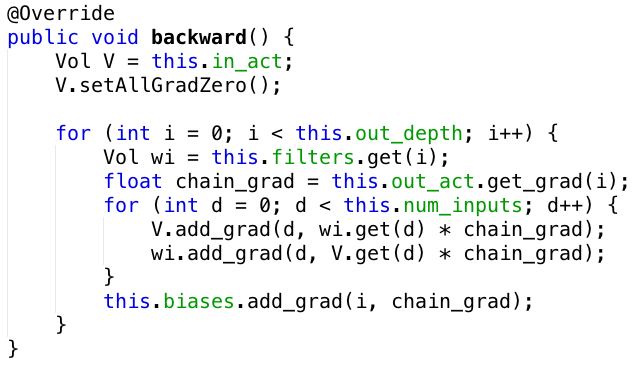 @Override
public void backward() {
    Vol V = this.in_act;
    V.setAllGradZero();

    for (int i = 0; i < this.out_depth; i++) {
        Vol wi = this.filters.get(i);
        float chain_grad = this.out_act.get_grad(i);
        for (int d = 0; d < this.num_inputs; d++) {
            V.add_grad(d, wi.get(d) * chain_grad);
            wi.add_grad(d, V.get(d) * chain_grad);
        }
        this.biases.add_grad(i, chain_grad);
    }
}